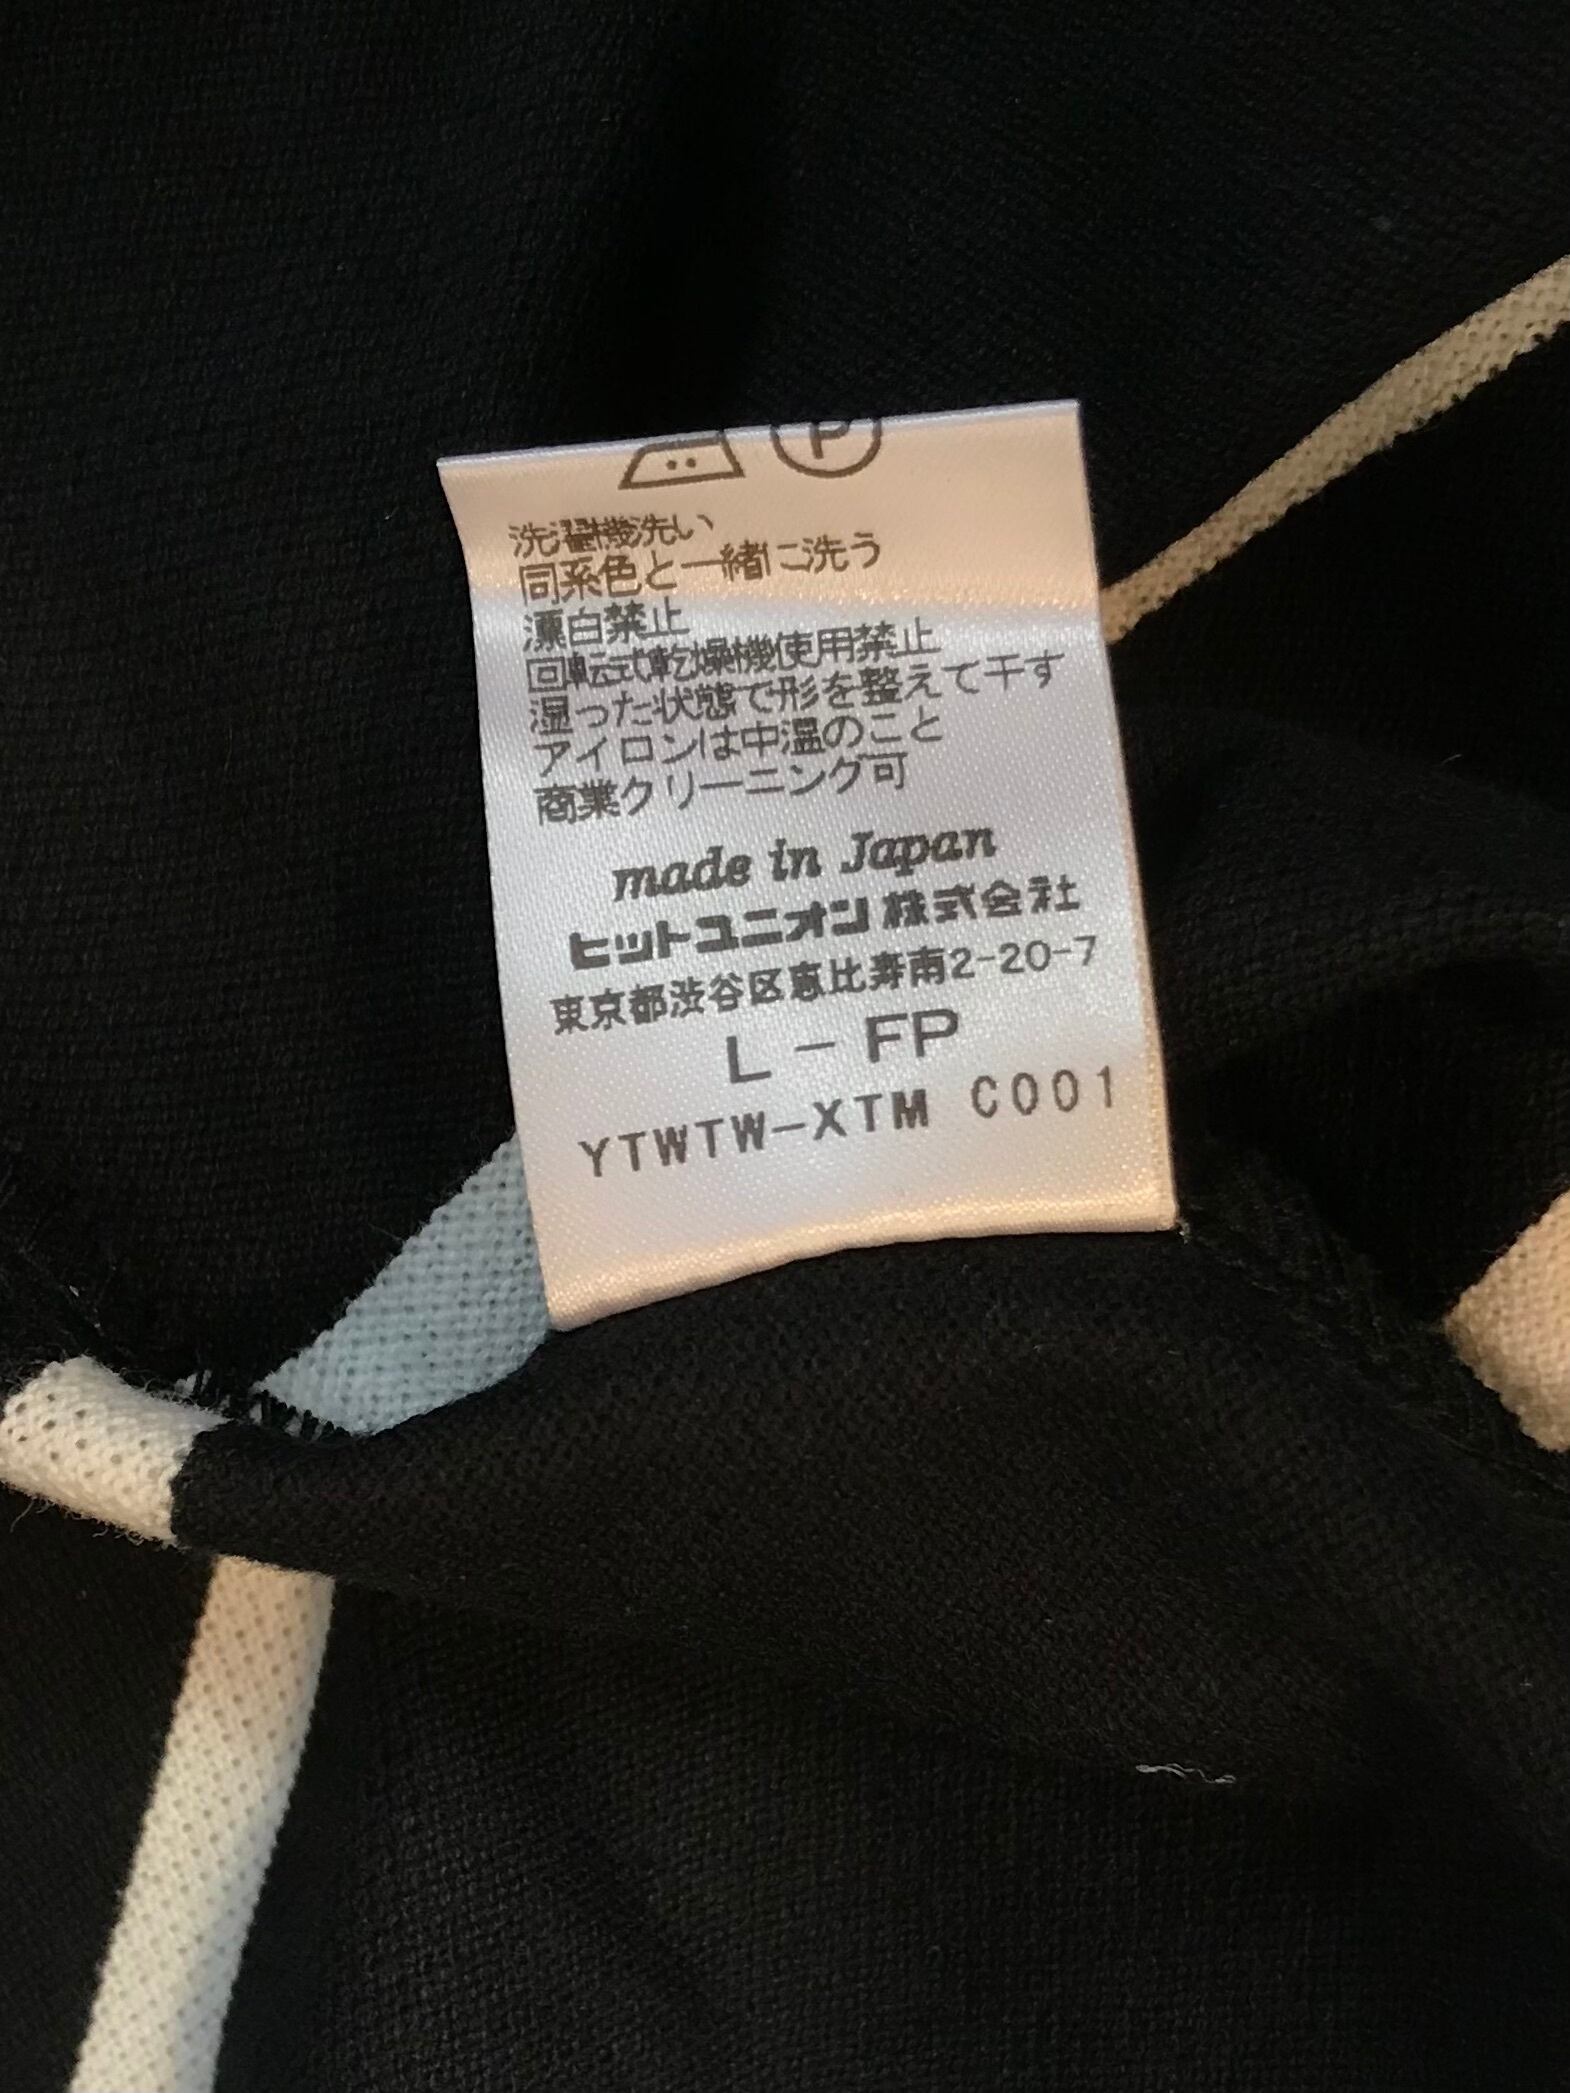 P
洗濯機洗い
同系色と一緒に洗う
漂白禁止
回転式乾燥機使用禁止
湿った状態で形を整えて干す
アイロンは中温のこと
商業クリーニング可
made in Japan
ヒットユニオン株式会社
東京都渋谷区恵比寿南2-20-7
L - FP
YTWTW-XTM C001